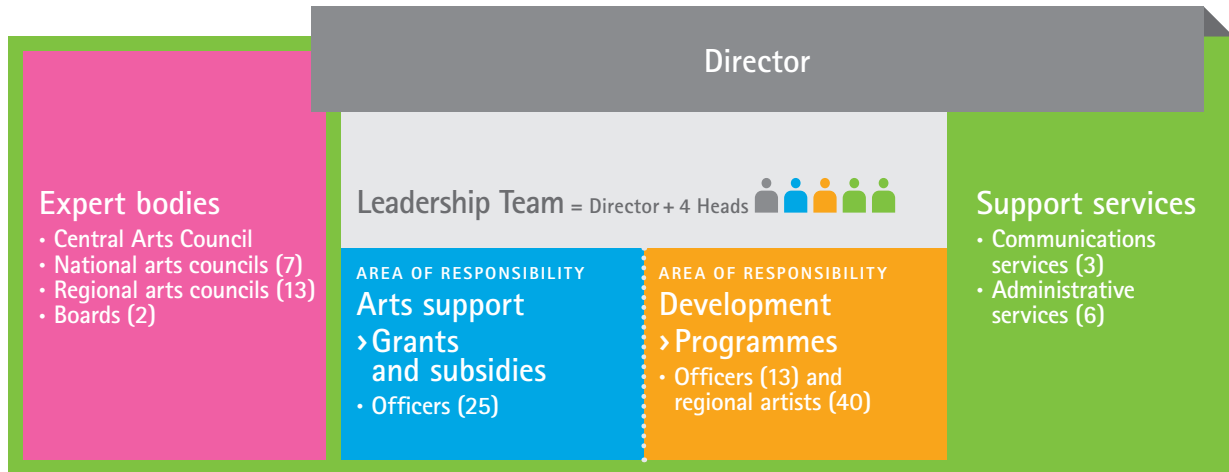 Director
Expert bodies
• Central Arts Council
• National arts councils (7)
• Regional arts councils (13)
• Boards (2)
Leadership Team = Director + 4 Heads
AREA OF RESPONSIBILITY
Arts support
› Grants
and subsidies
• Officers (25)
AREA OF RESPONSIBILITY
Development
› Programmes
• Officers (13) and
regional artists (40)
Support services
• Communications
services (3)
• Administrative
services (6)